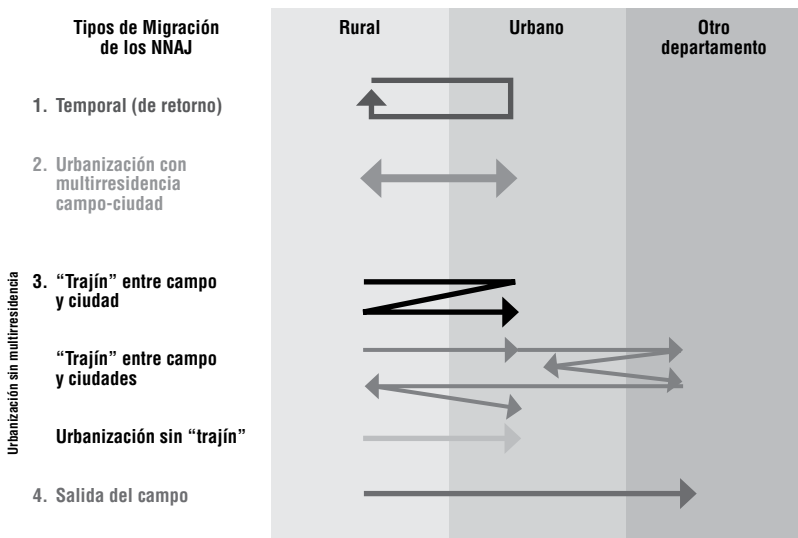 Tipos de Migración
de los NNAJ
Rural
Urbano
Otro
departamento
1. Temporal (de retorno)
2. Urbanización con
multirresidencia
campo-ciudad
Urbanización sin multirresidencia
3. “Trajín” entre campo
y ciudad
“Trajín” entre campo
y ciudades
Urbanización sin “trajín”
4. Salida del campo